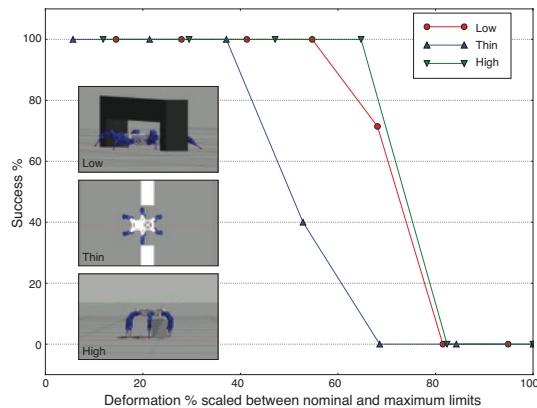 100
80
60
40
20
0
Success %
0
20
40
60
80
100
Deformation % scaled between nominal and maximum limits
Low
Thin
High
Low
Thin
High